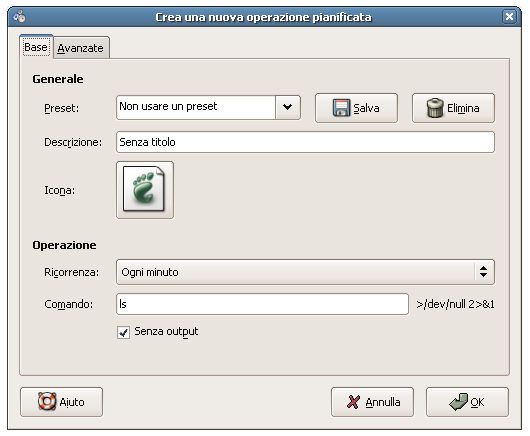 Crea una nuova operazione pianificata
Base Avanzate
Generale
Preset: Non usare un preset Salva Elimina
Descrizione: Senza titolo
Icona:
Operazione
Ricorrenza: Ogni minuto
Comando: ls >/dev/null 2>&1
Senza output
Aiuto Annulla OK